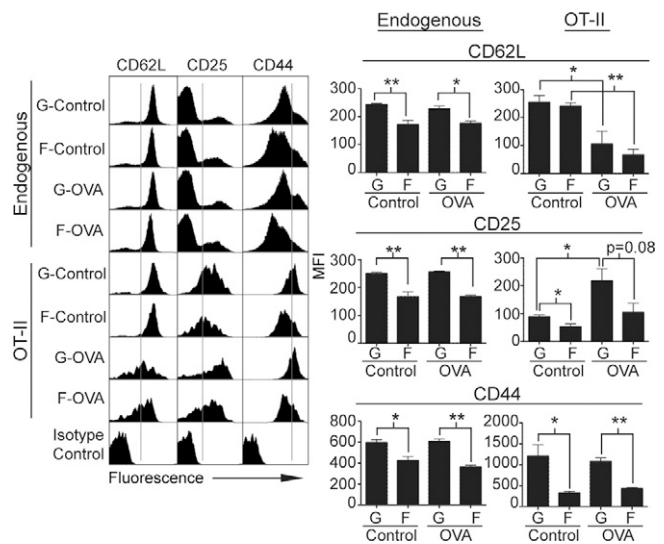 Endogenous OT-II
CD62L CD25 CD44
Endogenous
G-Control
F-Control
G-OVA
F-OVA
OT-II
G-Control
F-Control
G-OVA
F-OVA
Isotype
Control
Fluorescence
MFI
CD62L
300
200
100
0
** *
G F G F
Control OVA
300
200
100
0
* **
G F G F
Control OVA
CD25
300
200
100
0
** **
G F G F
Control OVA
300
200
100
0
* * p=0.08
G F G F
Control OVA
CD44
800
600
400
200
0
* **
G F G F
Control OVA
2000
1500
1000
500
0
* **
G F G F
Control OVA